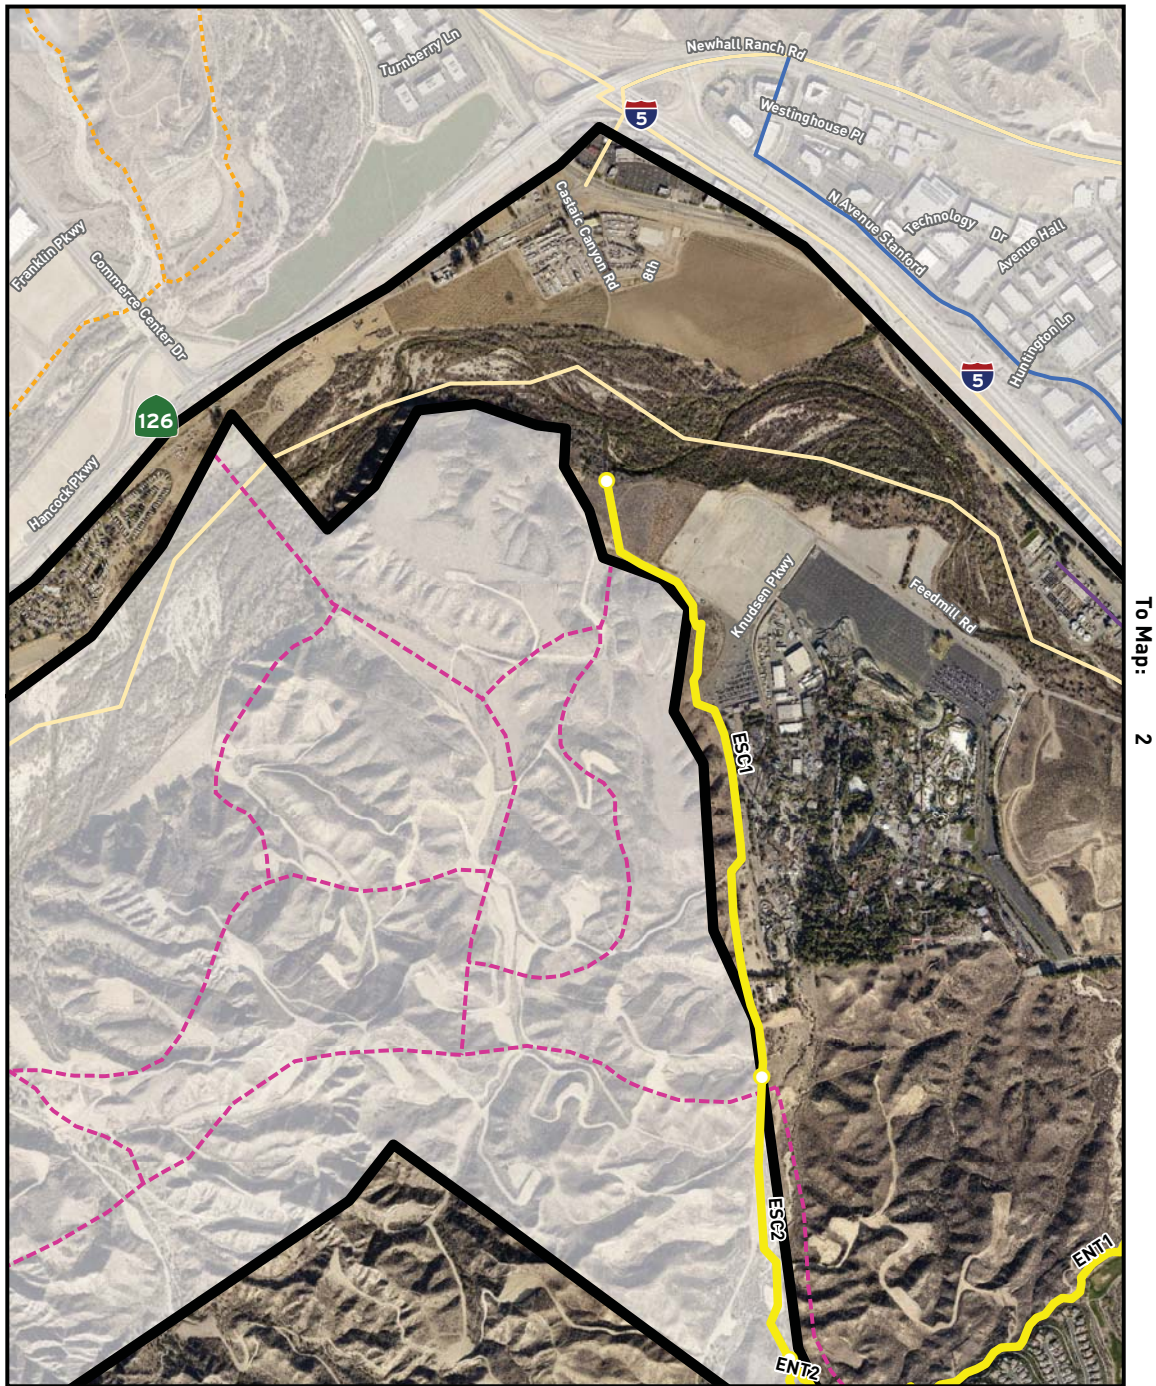 Turnberry Ln
Newhall Ranch Rd
5
Westinghouse Pl
Castaic Canyon Rd
8th
N Avenue Stanford
Technology Dr
Avenue Hall
Franklin Pkwy
Commerce Center Dr
Huntington Ln
5
126
Hancock Pkwy
Knudsen Pkwy
Feedmill Rd
To Map: 2
ESC1
ESC2
ENT1
ENT2